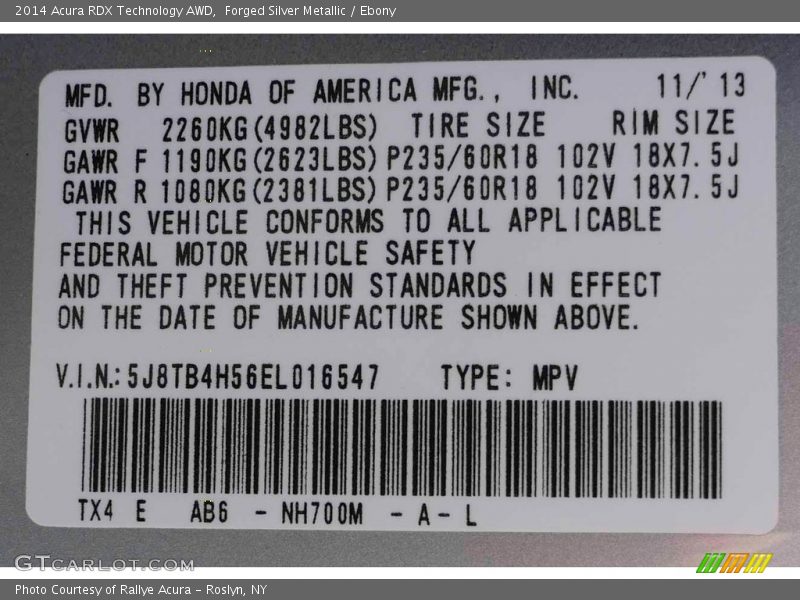 2014 Acura RDX Technology AWD,  Forged Silver Metallic / Ebony
MFD. BY HONDA OF AMERICA MFG., INC. 11/'13
GVWR 2260KG(4982LBS) TIRE SIZE RIM SIZE
GAWR F 1190KG(2623LBS) P235/60R18 102V 18X7.5J
GAWR R 1080KG(2381LBS) P235/60R18 102V 18X7.5J
THIS VEHICLE CONFORMS TO ALL APPLICABLE
FEDERAL MOTOR VEHICLE SAFETY
AND THEFT PREVENTION STANDARDS IN EFFECT
ON THE DATE OF MANUFACTURE SHOWN ABOVE.
V.I.N.: 5J8TB4H56EL016547 TYPE: MPV
TX4 E AB6 - NH700M - A - L
GTCARLOT.COM
Photo Courtesy of Rallye Acura – Roslyn, NY